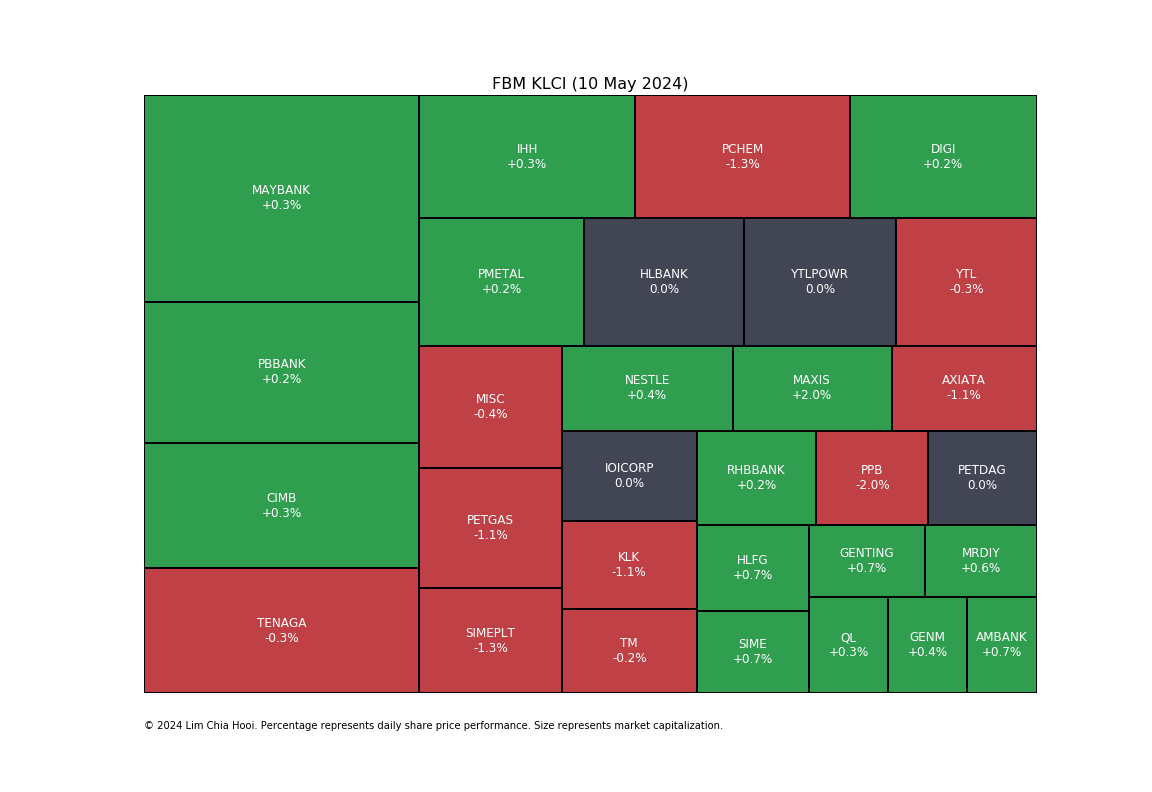 FBM KLCI (10 May 2024)
MAYBANK
+0.3%
PBBANK
+0.2%
CIMB
+0.3%
TENAGA
-0.3%
IHH
+0.3%
PCHEM
-1.3%
DIGI
+0.2%
PMETAL
+0.2%
HLBANK
0.0%
YTLPOWR
0.0%
YTL
-0.3%
MISC
-0.4%
PETGAS
-1.1%
SIMEPLT
-1.3%
NESTLE
+0.4%
MAXIS
+2.0%
AXIATA
-1.1%
IOICORP
0.0%
KLK
-1.1%
TM
-0.2%
RHBBANK
+0.2%
PPB
-2.0%
PETDAG
0.0%
HLFG
+0.7%
SIME
+0.7%
GENTING
+0.7%
MRDIY
+0.6%
QL
+0.3%
GENM
+0.4%
AMBANK
+0.7%
© 2024 Lim Chia Hooi. Percentage represents daily share price performance. Size represents market capitalization.